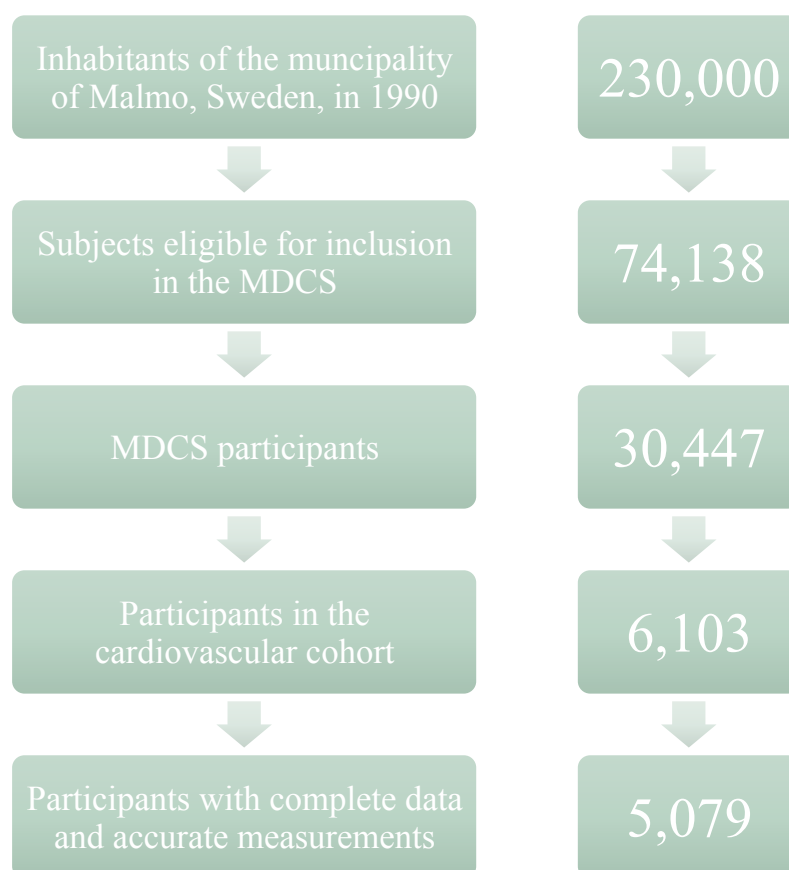 Inhabitants of the muncipality
of Malmo, Sweden, in 1990
230,000
Subjects eligible for inclusion
in the MDCS
74,138
MDCS participants
30,447
Participants in the
cardiovascular cohort
6,103
Participants with complete data
and accurate measurements
5,079